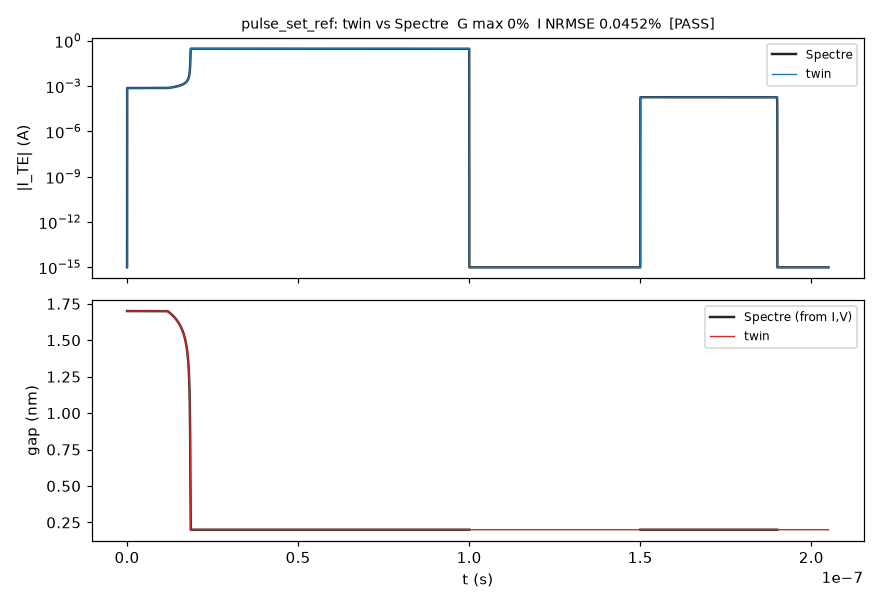 pulse_set_ref: twin vs Spectre  G max 0%  I NRMSE 0.0452%  [PASS]
10^0
10^-3
10^-6
10^-9
10^-12
10^-15
|I_TE| (A)
Spectre
twin
1.75
1.50
1.25
1.00
0.75
0.50
0.25
gap (nm)
Spectre (from I,V)
twin
0.0
0.5
1.0
1.5
2.0
1e−7
t (s)